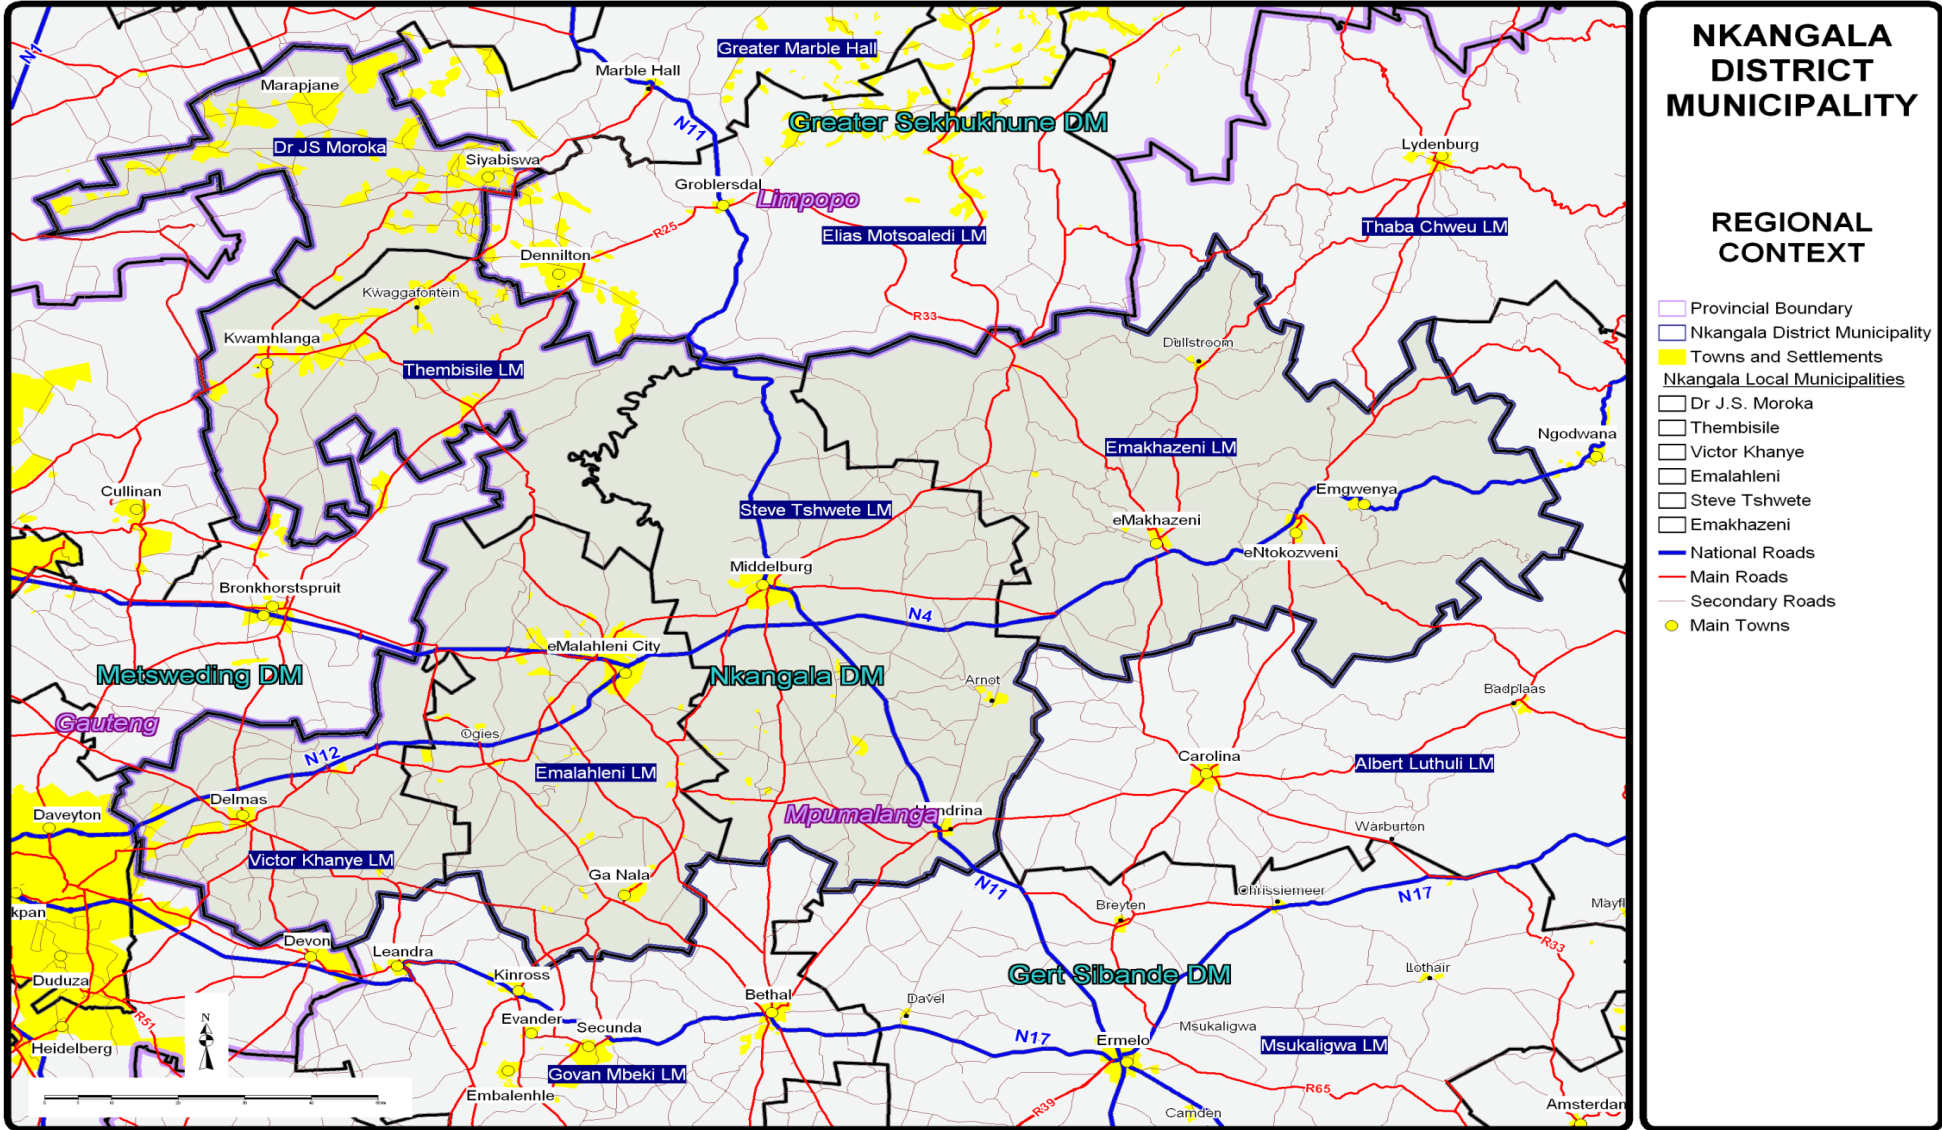 N1
Greater Marble Hall
Marble Hall
Marapjane
N11
Greater Sekhukhune DM
Dr JS Moroka
Siyabiswa
Lydenburg
Groblersdal
Limpopo
R25
Elias Motsoaledi LM
Thaba Chweu LM
Dennilton
Kwaggafontein
R33
Kwamhlanga
Dullstroom
Thembisile LM
Ngodwana
Emakhazeni LM
Cullinan
Emgwenya
Steve Tshwete LM
eMakhazeni
eNtokozweni
Middelburg
Bronkhorstspruit
N4
eMalahleni City
Metsweding DM
Nkangala DM
Arnot
Badplaas
Gauteng
Ogies
N12
Carolina
Albert Luthuli LM
Emalahleni LM
Delmas
Daveyton
Mpumalanga
ndrina
Warburton
Victor Khanye LM
Ga Nala
N11
Chrissiemeer
N17
kpan
Breyten
Mayfl
Devon
Leandra
R33
Kinross
Gert Sibande DM
Lothair
Duduza
Bethal
Davel
R51
N
Evander
Secunda
N17
Msukaligwa
Heidelberg
Ermelo
Msukaligwa LM
Govan Mbeki LM
Embalenhle
R65
R39
Camden
Amsterdam
NKANGALA
DISTRICT
MUNICIPALITY
REGIONAL
CONTEXT
Provincial Boundary
Nkangala District Municipality
Towns and Settlements
Nkangala Local Municipalities
Dr J.S. Moroka
Thembisile
Victor Khanye
Emalahleni
Steve Tshwete
Emakhazeni
National Roads
Main Roads
Secondary Roads
Main Towns